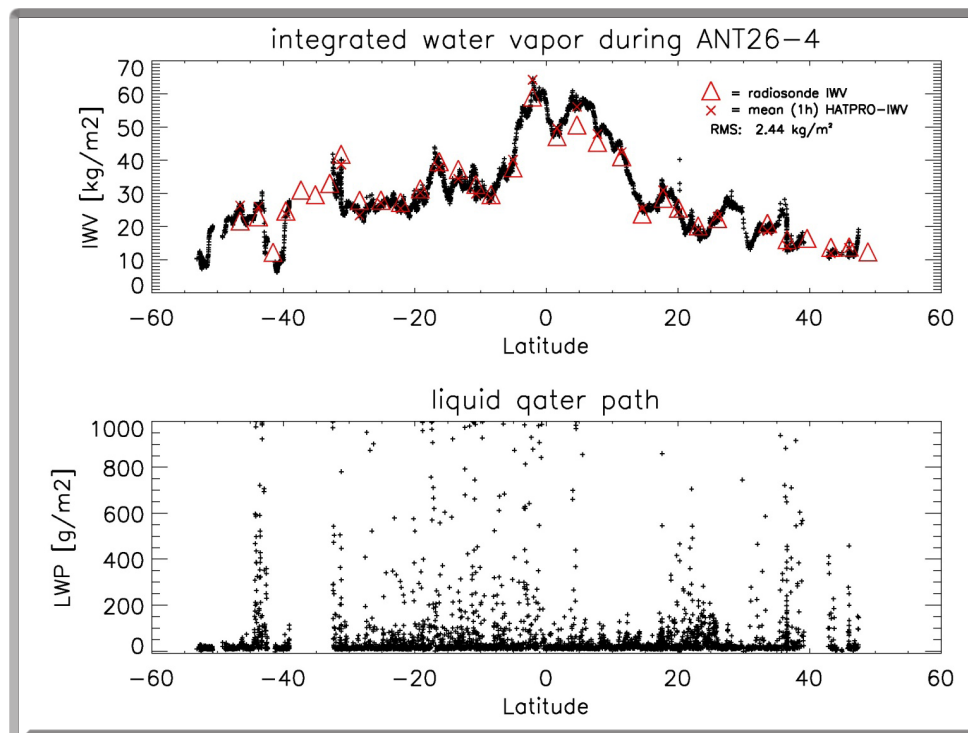 integrated water vapor during ANT26-4
70
60
50
40
30
20
10
0
IWV [kg/m2]
△ = radiosonde IWV
× = mean (1h) HATPRO-IWV
RMS: 2.44 kg/m²
-60 -40 -20 0 20 40 60
Latitude
liquid qater path
1000
800
600
400
200
0
LWP [g/m2]
-60 -40 -20 0 20 40 60
Latitude